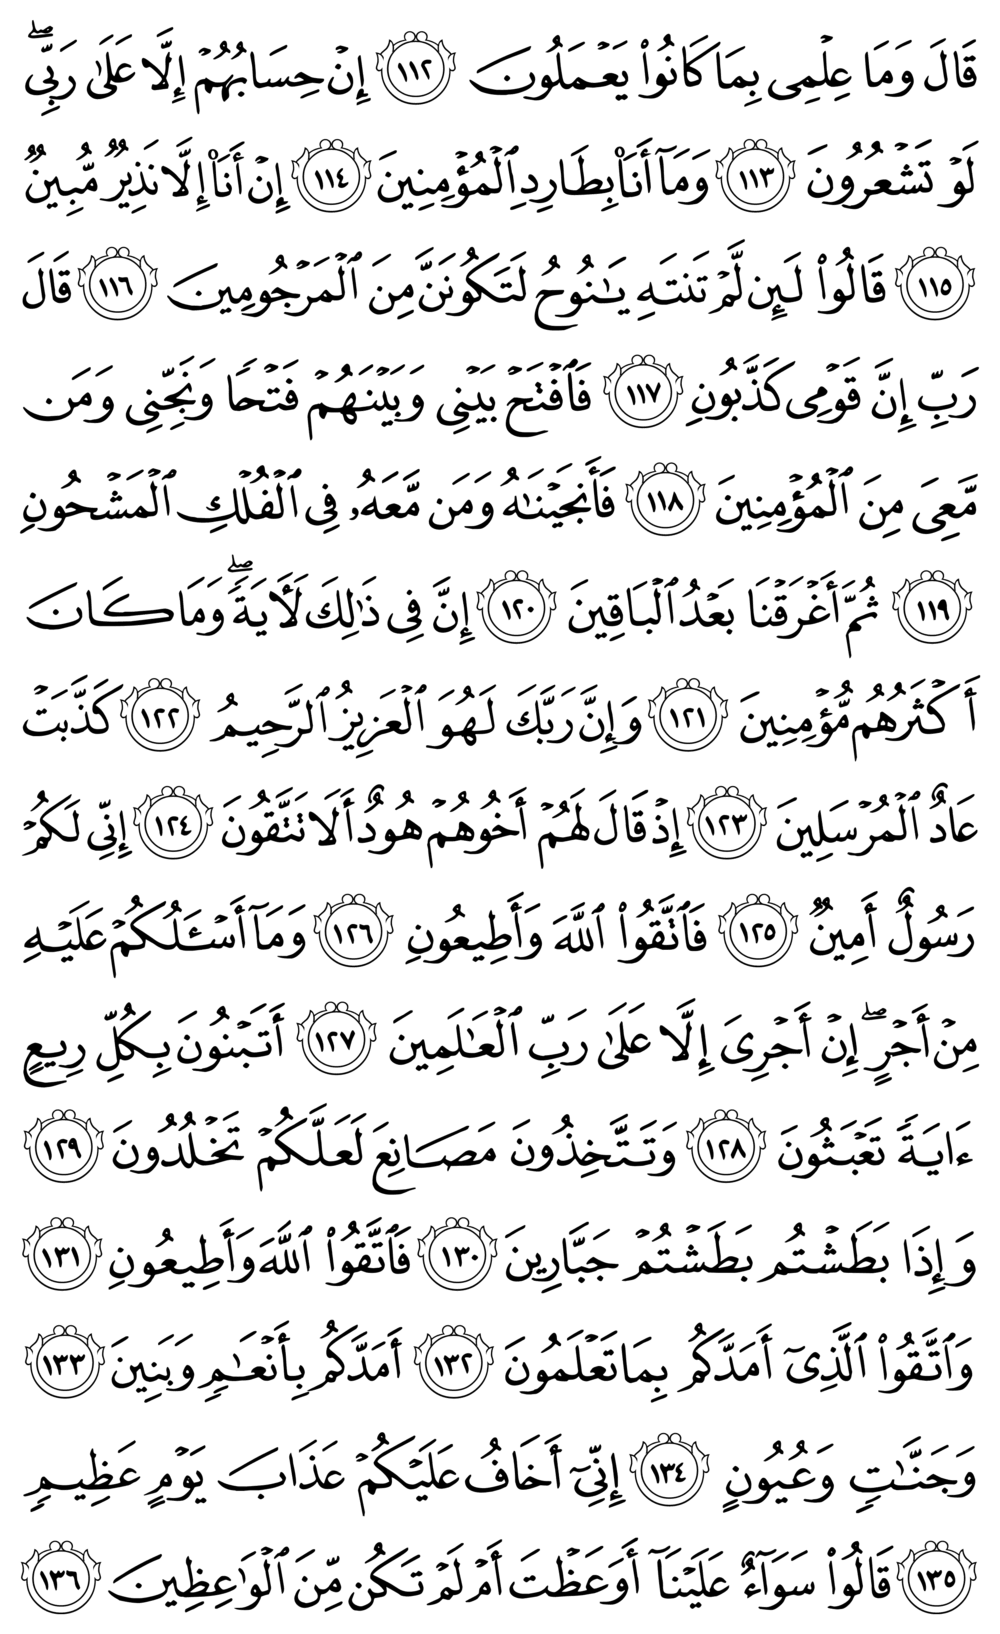 قَالَ وَمَا عِلْمِى بِمَا كَانُوا۟ يَعْمَلُونَ ١١٢ إِنْ حِسَابُهُمْ إِلَّا عَلَىٰ رَبِّى ۖ
لَوْ تَشْعُرُونَ ١١٣ وَمَآ أَنَا۠ بِطَارِدِ ٱلْمُؤْمِنِينَ ١١٤ إِنْ أَنَا۠ إِلَّا نَذِيرٌ مُّبِينٌ
١١٥ قَالُوا۟ لَئِن لَّمْ تَنتَهِ يَـٰنُوحُ لَتَكُونَنَّ مِنَ ٱلْمَرْجُومِينَ ١١٦ قَالَ
رَبِّ إِنَّ قَوْمِى كَذَّبُونِ ١١٧ فَٱفْتَحْ بَيْنِى وَبَيْنَهُمْ فَتْحًا وَنَجِّنِى وَمَن
مَّعِىَ مِنَ ٱلْمُؤْمِنِينَ ١١٨ فَأَنجَيْنَـٰهُ وَمَن مَّعَهُۥ فِى ٱلْفُلْكِ ٱلْمَشْحُونِ
١١٩ ثُمَّ أَغْرَقْنَا بَعْدُ ٱلْبَاقِينَ ١٢٠ إِنَّ فِى ذَٰلِكَ لَـَٔايَةً ۖ وَمَا كَانَ
أَكْثَرُهُم مُّؤْمِنِينَ ١٢١ وَإِنَّ رَبَّكَ لَهُوَ ٱلْعَزِيزُ ٱلرَّحِيمُ ١٢٢ كَذَّبَتْ
عَادٌ ٱلْمُرْسَلِينَ ١٢٣ إِذْ قَالَ لَهُمْ أَخُوهُمْ هُودٌ أَلَا تَتَّقُونَ ١٢٤ إِنِّى لَكُمْ
رَسُولٌ أَمِينٌ ١٢٥ فَٱتَّقُوا۟ ٱللَّهَ وَأَطِيعُونِ ١٢٦ وَمَآ أَسْـَٔلُكُمْ عَلَيْهِ
مِنْ أَجْرٍ ۖ إِنْ أَجْرِىَ إِلَّا عَلَىٰ رَبِّ ٱلْعَـٰلَمِينَ ١٢٧ أَتَبْنُونَ بِكُلِّ رِيعٍ
ءَايَةً تَعْبَثُونَ ١٢٨ وَتَتَّخِذُونَ مَصَانِعَ لَعَلَّكُمْ تَخْلُدُونَ ١٢٩
وَإِذَا بَطَشْتُم بَطَشْتُمْ جَبَّارِينَ ١٣٠ فَٱتَّقُوا۟ ٱللَّهَ وَأَطِيعُونِ ١٣١
وَٱتَّقُوا۟ ٱلَّذِىٓ أَمَدَّكُم بِمَا تَعْلَمُونَ ١٣٢ أَمَدَّكُم بِأَنْعَـٰمٍ وَبَنِينَ ١٣٣
وَجَنَّـٰتٍ وَعُيُونٍ ١٣٤ إِنِّىٓ أَخَافُ عَلَيْكُمْ عَذَابَ يَوْمٍ عَظِيمٍ
١٣٥ قَالُوا۟ سَوَآءٌ عَلَيْنَآ أَوَعَظْتَ أَمْ لَمْ تَكُن مِّنَ ٱلْوَٰعِظِينَ ١٣٦